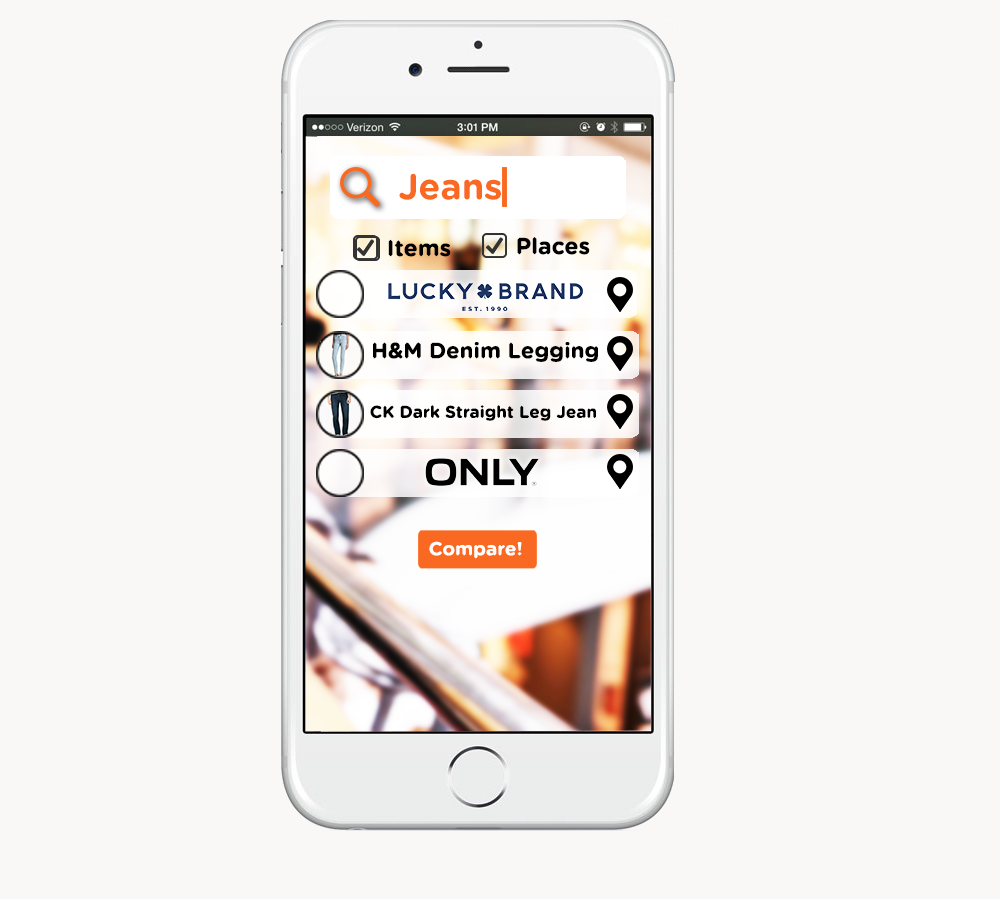 Verizon 3:01 PM
Jeans
Items Places
LUCKY BRAND
EST. 1990
H&M Denim Legging
CK Dark Straight Leg Jean
ONLY
Compare!